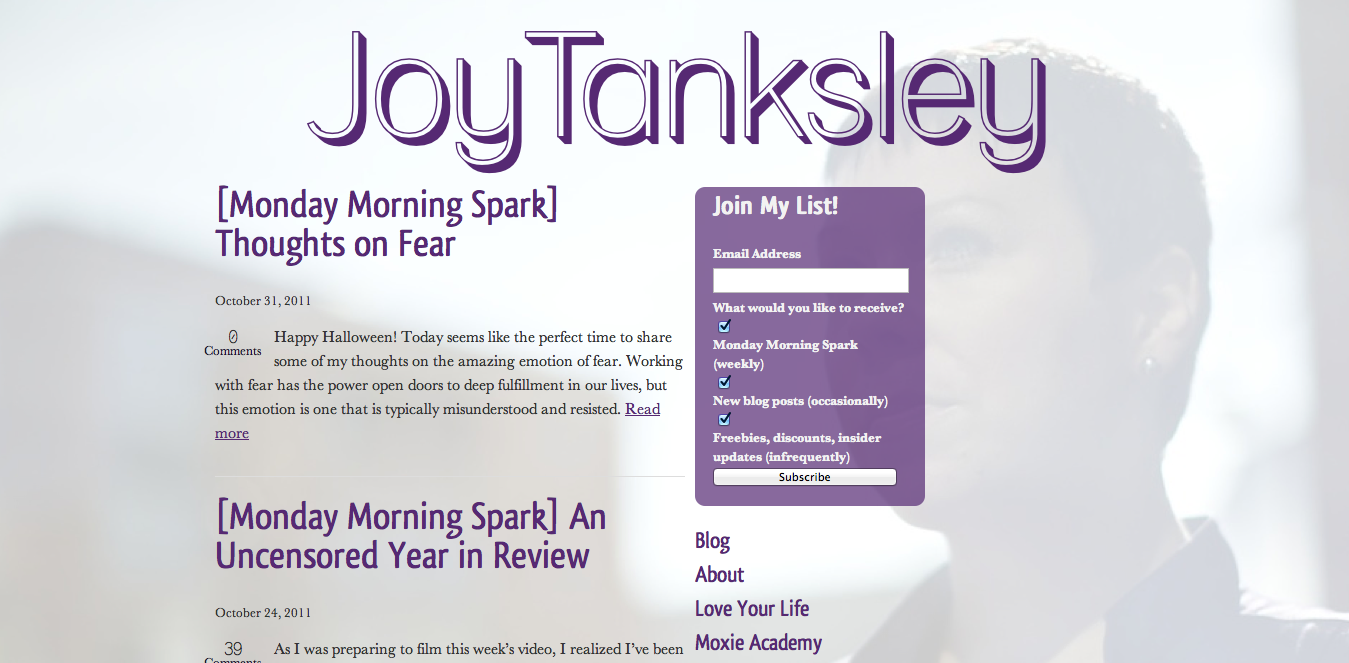 JoyTanksley
[Monday Morning Spark]
Thoughts on Fear
October 31, 2011
0
Comments
Happy Halloween! Today seems like the perfect time to share
some of my thoughts on the amazing emotion of fear. Working
with fear has the power open doors to deep fulfillment in our lives, but
this emotion is one that is typically misunderstood and resisted. Read
more
[Monday Morning Spark] An
Uncensored Year in Review
October 24, 2011
39
Comments
As I was preparing to film this week's video, I realized I've been
Join My List!
Email Address
What would you like to receive?
Monday Morning Spark
(weekly)
New blog posts (occasionally)
Freebies, discounts, insider
updates (infrequently)
Subscribe
Blog
About
Love Your Life
Moxie Academy